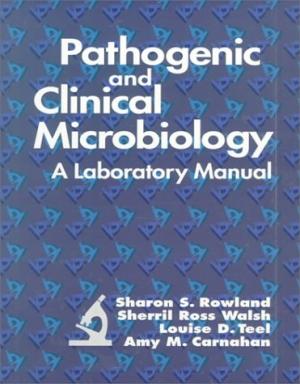 Pathogenic
and
Clinical
Microbiology
A Laboratory Manual
Sharon S. Rowland
Sherril Ross Walsh
Louise D. Teel
Amy M. Carnahan